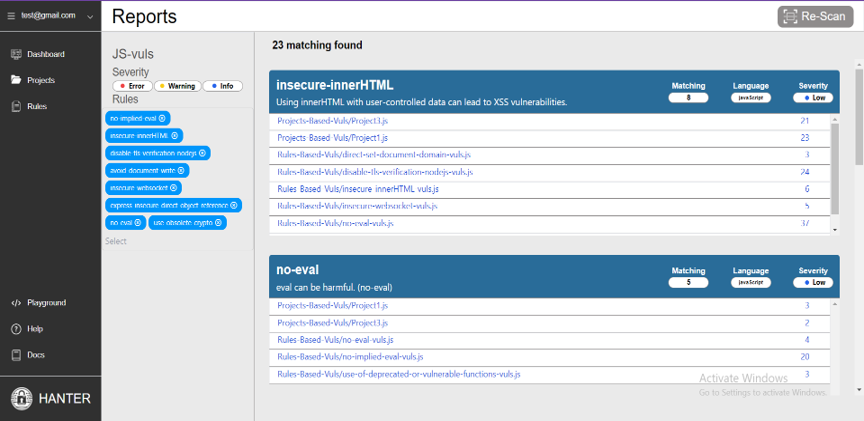 test@gmail.com
Reports
Re-Scan
Dashboard
Projects
Rules
Playground
Help
Docs
HANTER
JS-vuls
Severity
Error
Warning
Info
Rules
no-implied-eval
insecure-innerHTML
disable-tls-verification-nodejs
avoid-document-write
insecure-websocket
express-insecure-direct-object-reference
no-eval
use-obsolete-crypto
Select
23 matching found
insecure-innerHTML
Using innerHTML with user-controlled data can lead to XSS vulnerabilities.
Matching Language Severity
8 JavaScript Low
Projects-Based-Vuls/Project3.js 21
Projects-Based-Vuls/Project1.js 23
Rules-Based-Vuls/direct-set-document-domain-vuls.js 3
Rules-Based-Vuls/disable-tls-verification-nodejs-vuls.js 24
Rules-Based-Vuls/insecure-innerHTML-vuls.js 6
Rules-Based-Vuls/insecure-websocket-vuls.js 5
Rules-Based-Vuls/no-eval-vuls.js 37
no-eval
eval can be harmful. (no-eval)
Matching Language Severity
5 JavaScript Low
Projects-Based-Vuls/Project1.js 3
Projects-Based-Vuls/Project3.js 2
Rules-Based-Vuls/no-eval-vuls.js 4
Rules-Based-Vuls/no-implied-eval-vuls.js 20
Rules-Based-Vuls/use-of-deprecated-or-vulnerable-functions-vuls.js 3
Activate Windows
Go to Settings to activate Windows.